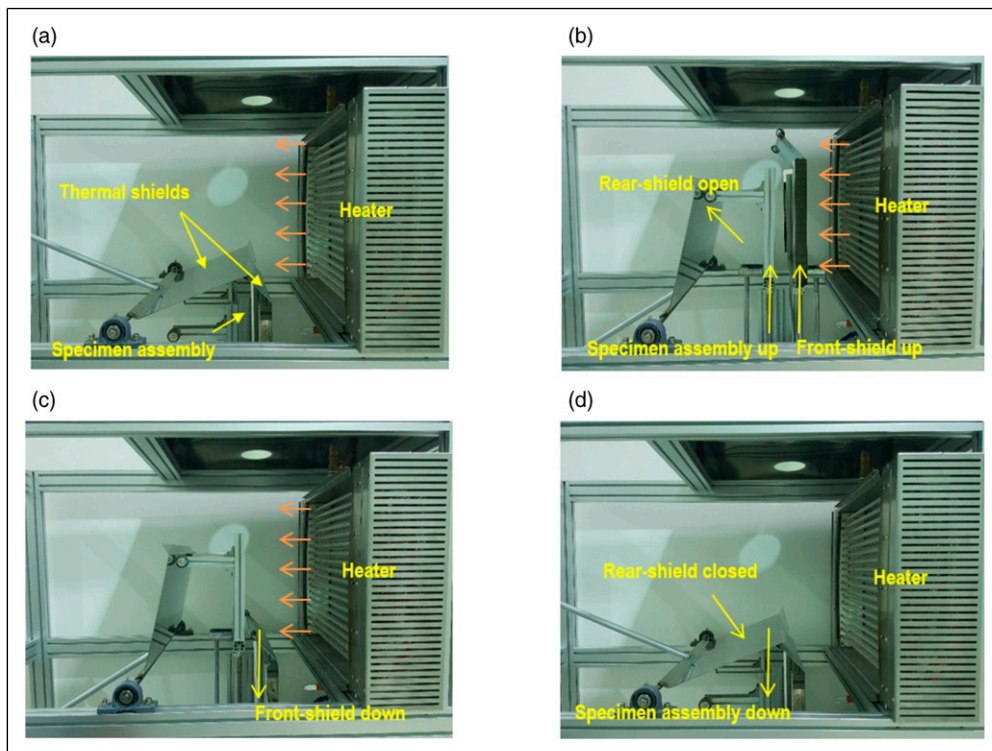 (a)
Thermal shields
Heater
Specimen assembly
(b)
Rear-shield open
Heater
Specimen assembly up
Front-shield up
(c)
Heater
Front-shield down
(d)
Rear-shield closed
Heater
Specimen assembly down